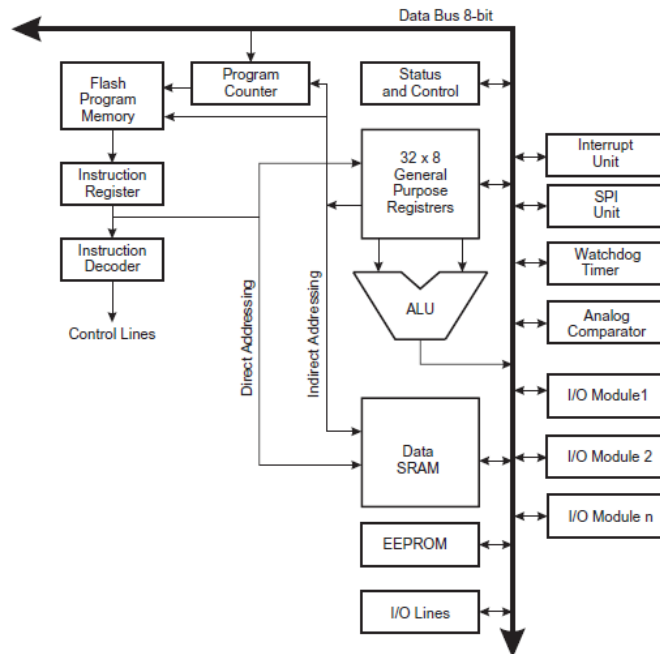 Data Bus 8-bit
Flash
Program
Memory
Program
Counter
Status
and Control
Interrupt
Unit
32 x 8
General
Purpose
Registrers
Instruction
Register
SPI
Unit
Instruction
Decoder
Watchdog
Timer
Control Lines
Direct Addressing
Indirect Addressing
ALU
Analog
Comparator
I/O Module1
Data
SRAM
I/O Module 2
I/O Module n
EEPROM
I/O Lines